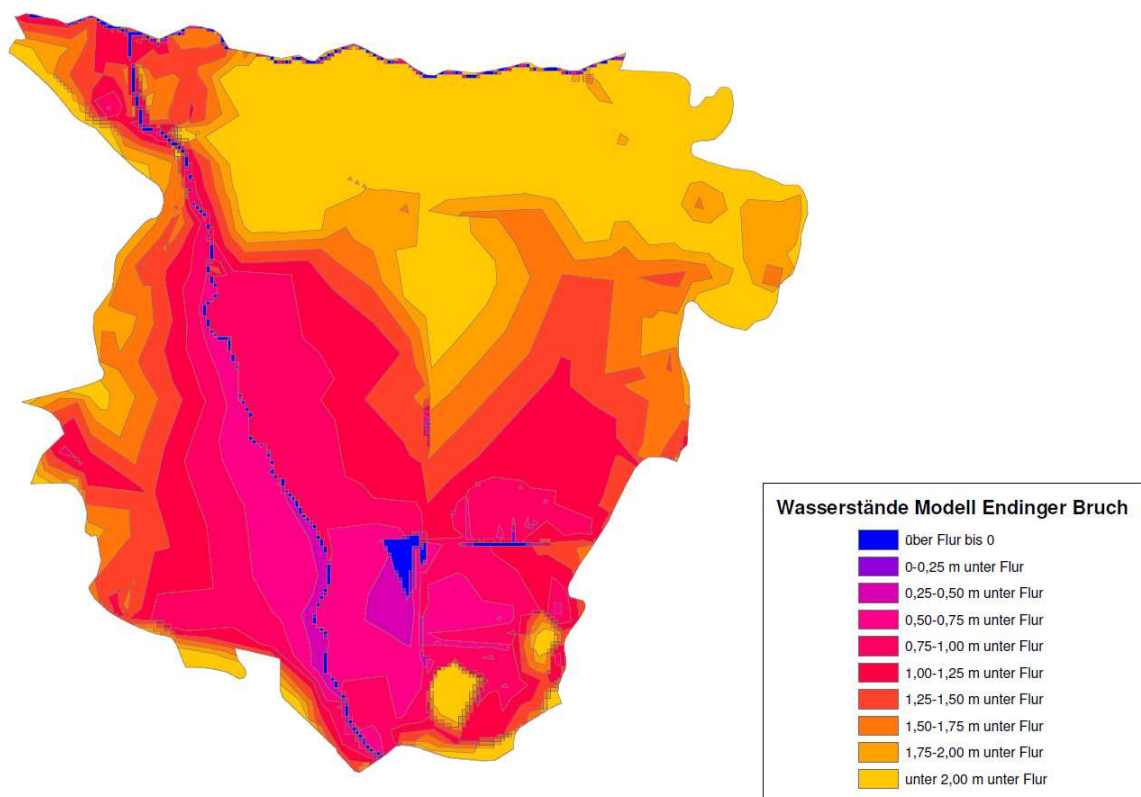 Wasserstände Modell Endinger Bruch
über Flur bis 0
0-0,25 m unter Flur
0,25-0,50 m unter Flur
0,50-0,75 m unter Flur
0,75-1,00 m unter Flur
1,00-1,25 m unter Flur
1,25-1,50 m unter Flur
1,50-1,75 m unter Flur
1,75-2,00 m unter Flur
unter 2,00 m unter Flur